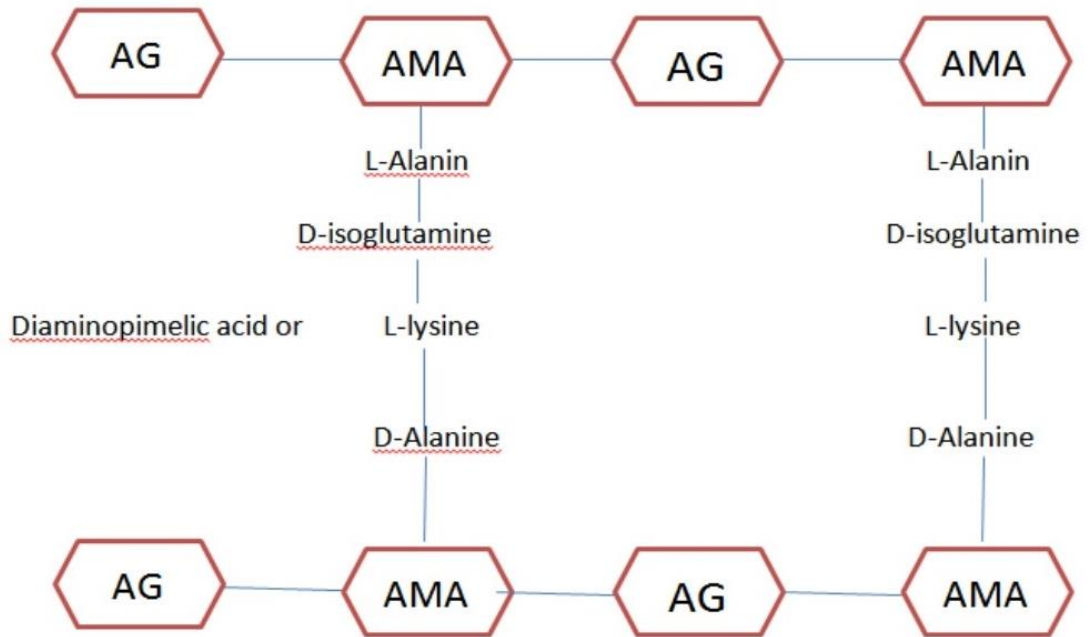 AG AMA AG AMA
L-Alanin L-Alanin
D-isoglutamine D-isoglutamine
Diaminopimelic acid or L-lysine L-lysine
D-Alanine D-Alanine
AG AMA AG AMA